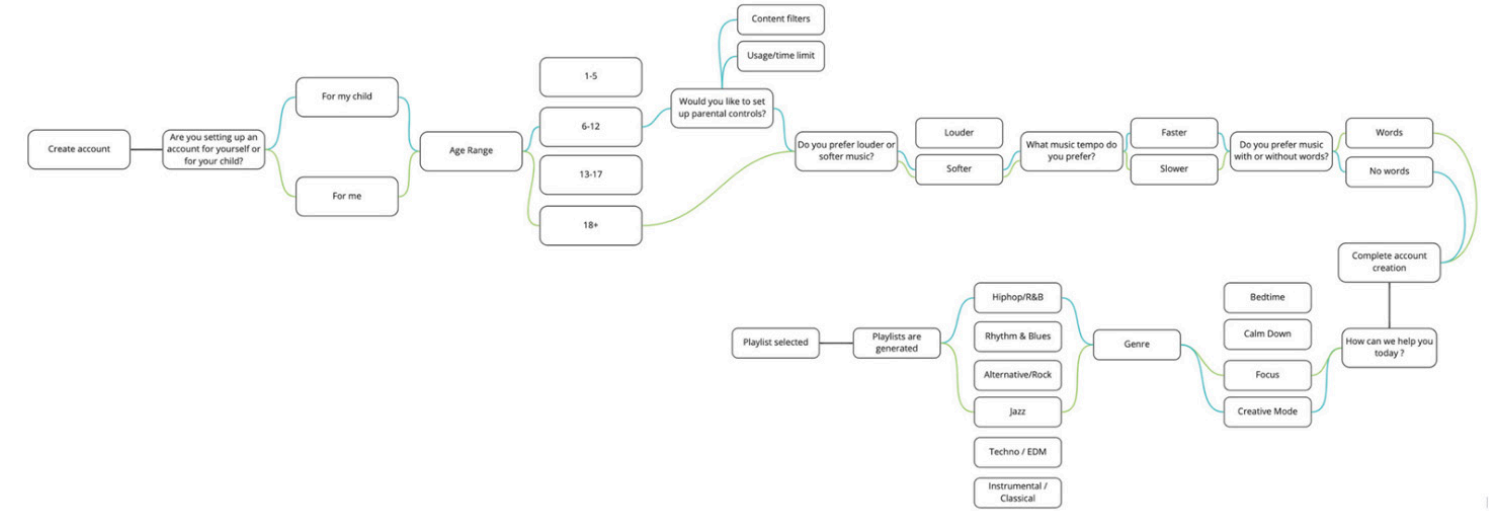 Create account
Are you setting up an
account for yourself or
for your child?
For my child
For me
Age Range
1-5
6-12
13-17
18+
Would you like to set
up parental controls?
Content filters
Usage/time limit
Do you prefer louder or
softer music?
Louder
Softer
What music tempo do
you prefer?
Faster
Slower
Do you prefer music
with or without words?
Words
No words
Complete account
creation
How can we help you
today ?
Bedtime
Calm Down
Focus
Creative Mode
Genre
Hiphop/R&B
Rhythm & Blues
Alternative/Rock
Jazz
Techno / EDM
Instrumental /
Classical
Playlists are
generated
Playlist selected